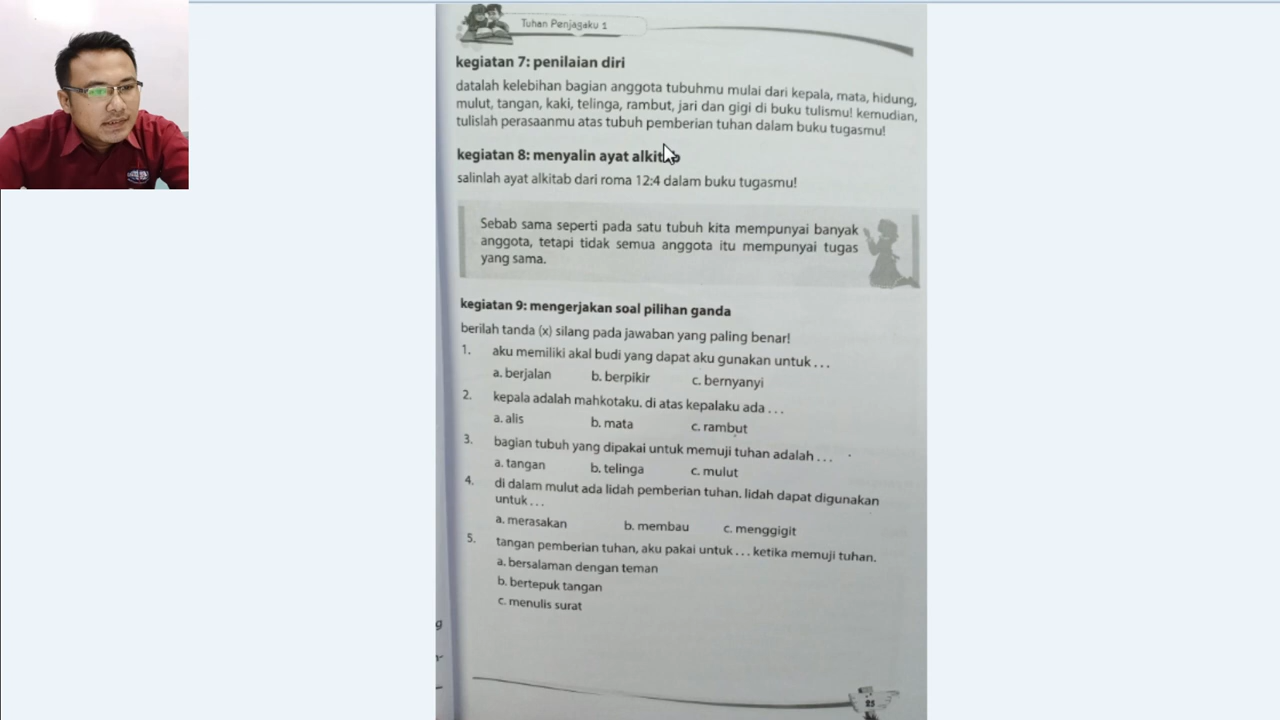 Tuhan Penjagaku 1
kegiatan 7: penilaian diri
datalah kelebihan bagian anggota tubuhmu mulai dari kepala, mata, hidung,
mulut, tangan, kaki, telinga, rambut, jari dan gigi di buku tulismu! kemudian,
tulislah perasaanmu atas tubuh pemberian tuhan dalam buku tugasmu!
kegiatan 8: menyalin ayat alkitab
salinlah ayat alkitab dari roma 12:4 dalam buku tugasmu!
Sebab sama seperti pada satu tubuh kita mempunyai banyak
anggota, tetapi tidak semua anggota itu mempunyai tugas
yang sama.
kegiatan 9: mengerjakan soal pilihan ganda
berilah tanda (x) silang pada jawaban yang paling benar!
1. aku memiliki akal budi yang dapat aku gunakan untuk . . .
a. berjalan b. berpikir c. bernyanyi
2. kepala adalah mahkotaku. di atas kepalaku ada . . .
a. alis b. mata c. rambut
3. bagian tubuh yang dipakai untuk memuji tuhan adalah . . .
a. tangan b. telinga c. mulut
4. di dalam mulut ada lidah pemberian tuhan. lidah dapat digunakan
untuk . . .
a. merasakan b. membau c. menggigit
5. tangan pemberian tuhan, aku pakai untuk . . . ketika memuji tuhan.
a. bersalaman dengan teman
b. bertepuk tangan
c. menulis surat
25